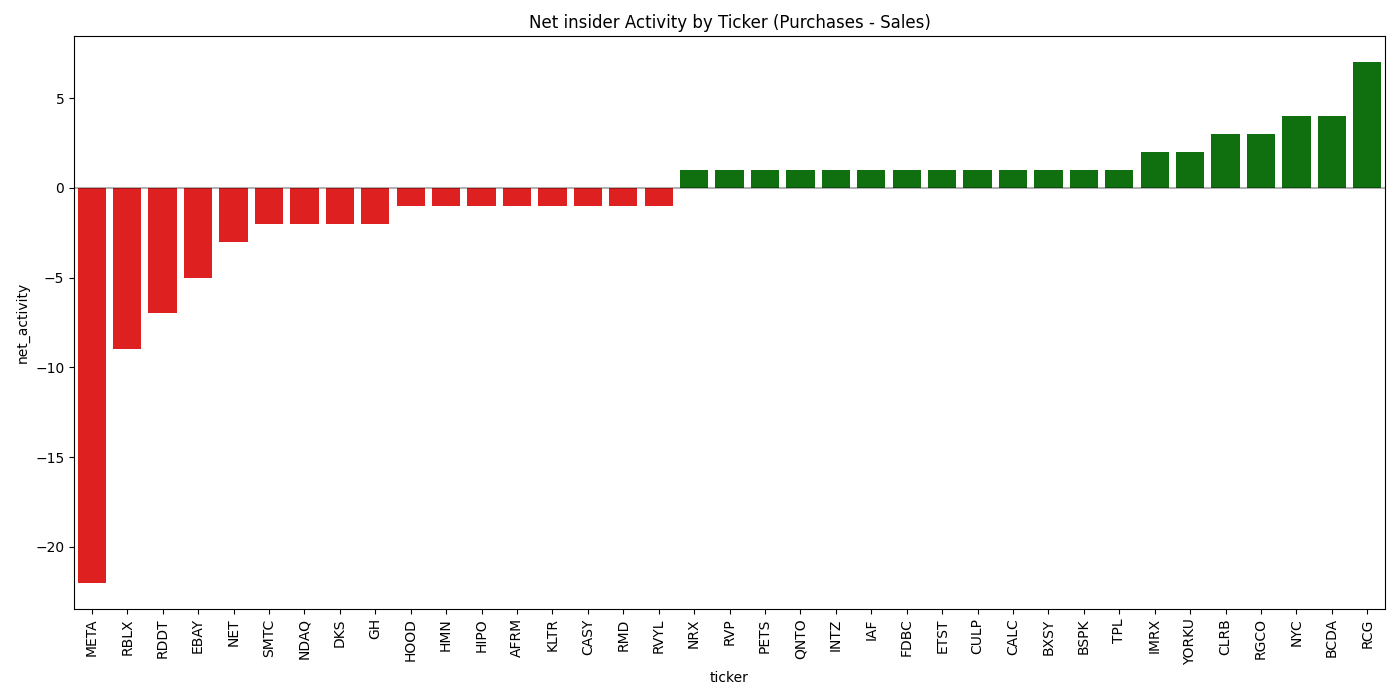 Net insider Activity by Ticker (Purchases - Sales)
5
0
−5
−10
−15
−20
net_activity
META
RBLX
RDDT
EBAY
NET
SMTC
NDAQ
DKS
GH
HOOD
HMN
HIPO
AFRM
KLTR
CASY
RMD
RVYL
NRX
RVP
PETS
QNTO
INTZ
IAF
FDBC
ETST
CULP
CALC
BXSY
BSPK
TPL
IMRX
YORKU
CLRB
RGCO
NYC
BCDA
RCG
ticker